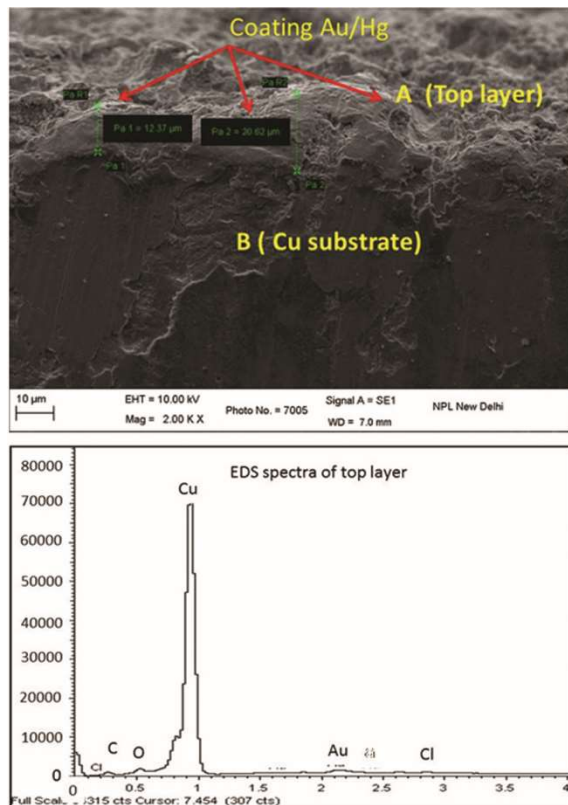 Coating Au/Hg
Pa R1
Pa R2
A (Top layer)
Pa 1 = 12.37 µm
Pa 2 = 20.62 µm
Pa 1
Pa 2
B ( Cu substrate)
10 µm
EHT = 10.00 kV
Mag = 2.00 K X
Photo No. = 7005
Signal A = SE1
WD = 7.0 mm
NPL New Delhi
EDS spectra of top layer
80000
70000
60000
50000
40000
30000
20000
10000
0
Cu
Cl
C
O
Au
Cl
0
0.5
1
1.5
2
2.5
3
3.5
4
Full Scale 315 cts Cursor: 7.454 (307 cts)